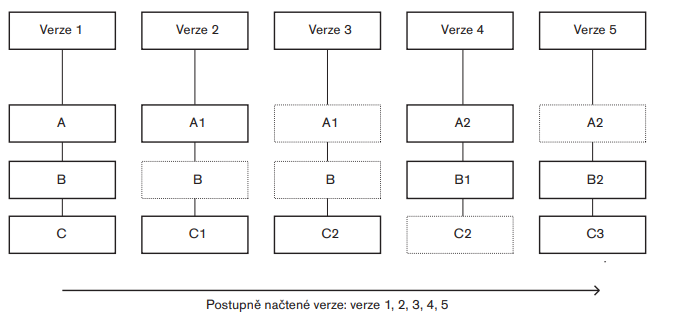 Verze 1 Verze 2 Verze 3 Verze 4 Verze 5
A A1 A1 A2 A2
B B B B1 B2
C C1 C2 C2 C3
Postupně načtené verze: verze 1, 2, 3, 4, 5